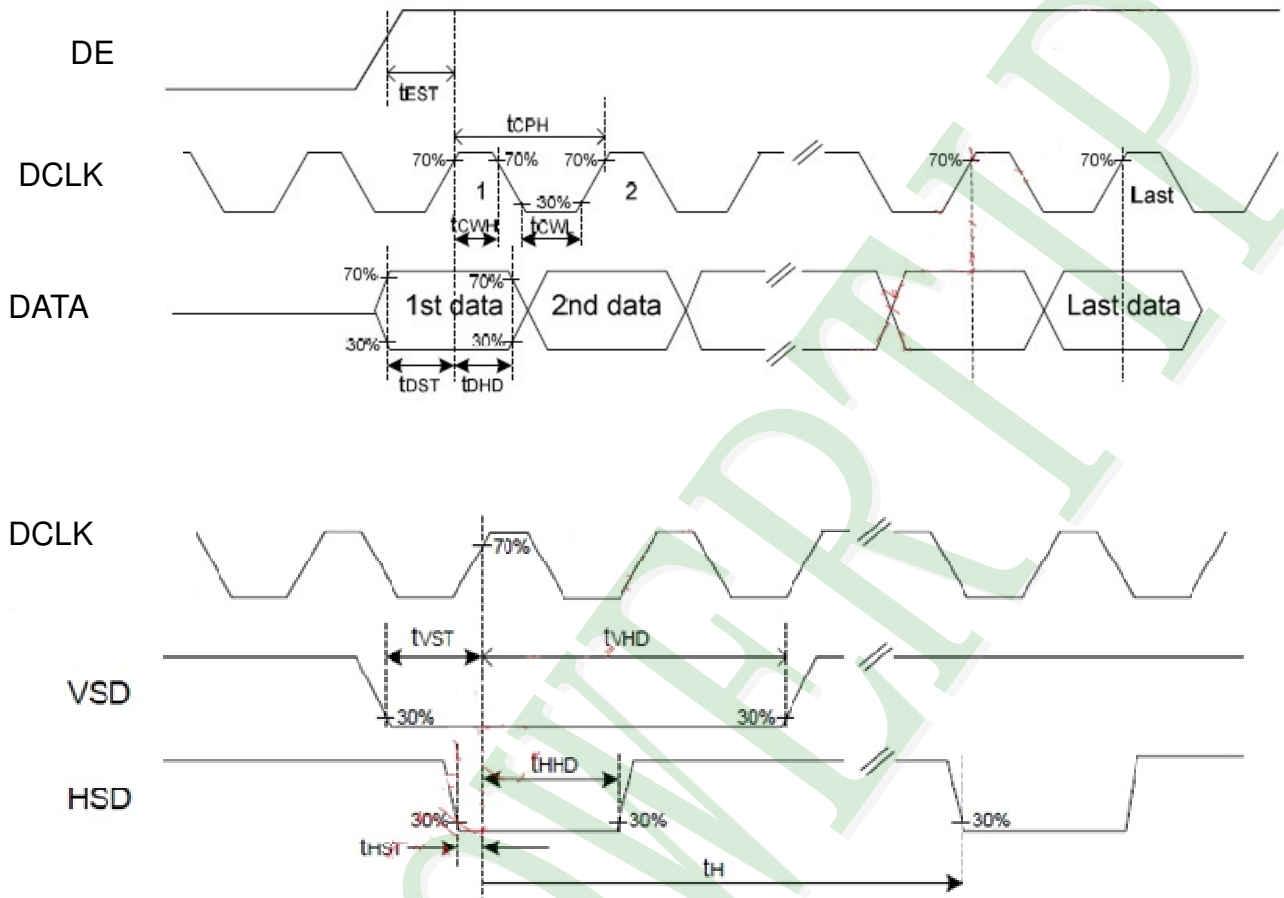 DE
tEST
tCPH
DCLK
70% 70% 70% 70% 70%
1 2 Last
30%
tCWH tCWL
DATA
70% 70%
1st data 2nd data Last data
30% 30%
tDST tDHD
DCLK
70%
tVST tVHD
VSD
30% 30%
tHHD
HSD
30% 30% 30%
tHST
tH